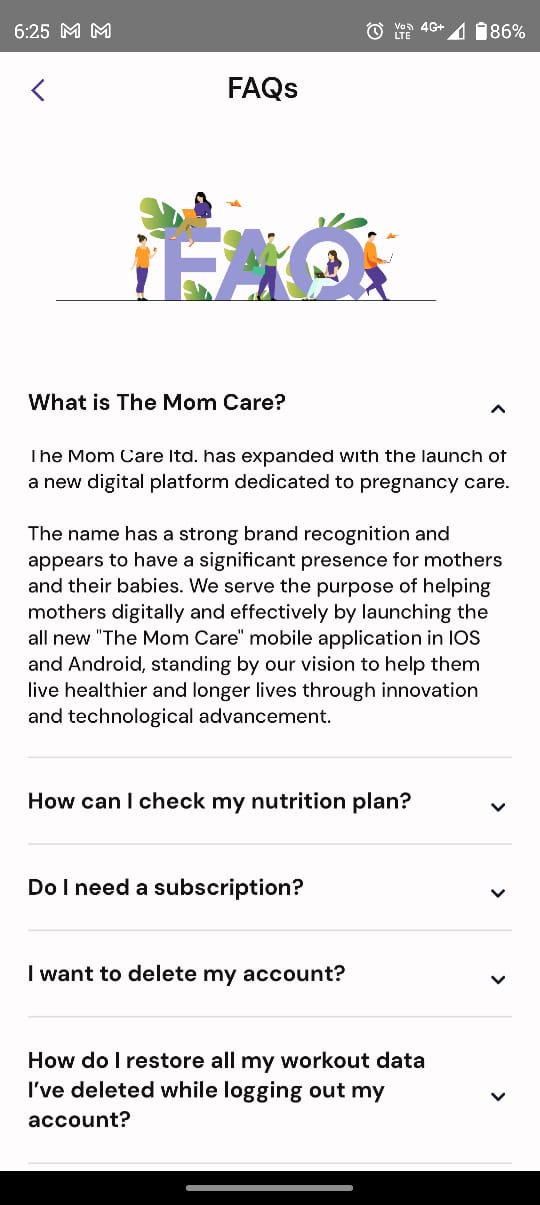 6:25
Vo)) LTE 4G+ 86%
FAQs
FAQ
What is The Mom Care?
The Mom Care ltd. has expanded with the launch of
a new digital platform dedicated to pregnancy care.
The name has a strong brand recognition and
appears to have a significant presence for mothers
and their babies. We serve the purpose of helping
mothers digitally and effectively by launching the
all new "The Mom Care" mobile application in IOS
and Android, standing by our vision to help them
live healthier and longer lives through innovation
and technological advancement.
How can I check my nutrition plan?
Do I need a subscription?
I want to delete my account?
How do I restore all my workout data
I’ve deleted while logging out my
account?